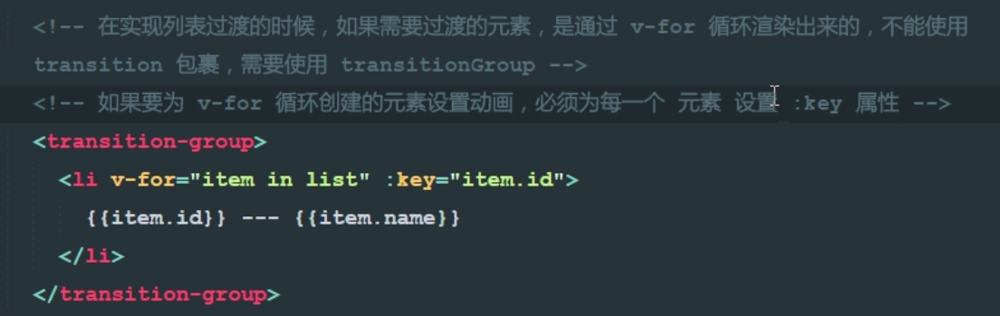 <!-- 在实现列表过渡的时候，如果需要过渡的元素，是通过 v-for 循环渲染出来的，不能使用
transition 包裹，需要使用 transitionGroup -->
<!-- 如果要为 v-for 循环创建的元素设置动画，必须为每一个 元素 设置 :key 属性 -->
<transition-group>
<li v-for="item in list" :key="item.id">
{{item.id}} --- {{item.name}}
</li>
</transition-group>